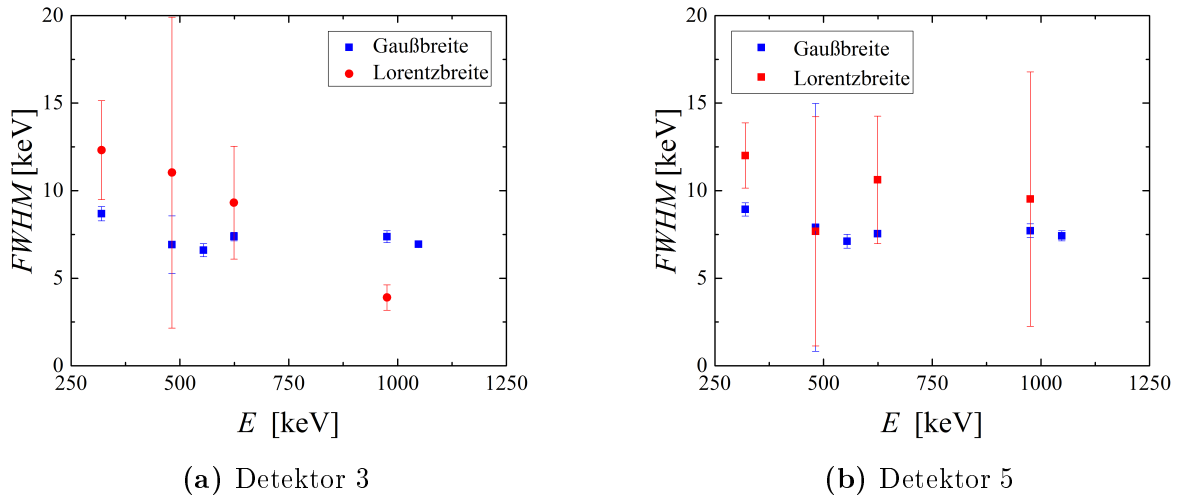 20
15
10
5
0
FWHM [keV]
250 500 750 1000 1250
E [keV]
Gaußbreite
Lorentzbreite
(a) Detektor 3
20
15
10
5
0
FWHM [keV]
250 500 750 1000 1250
E [keV]
Gaußbreite
Lorentzbreite
(b) Detektor 5